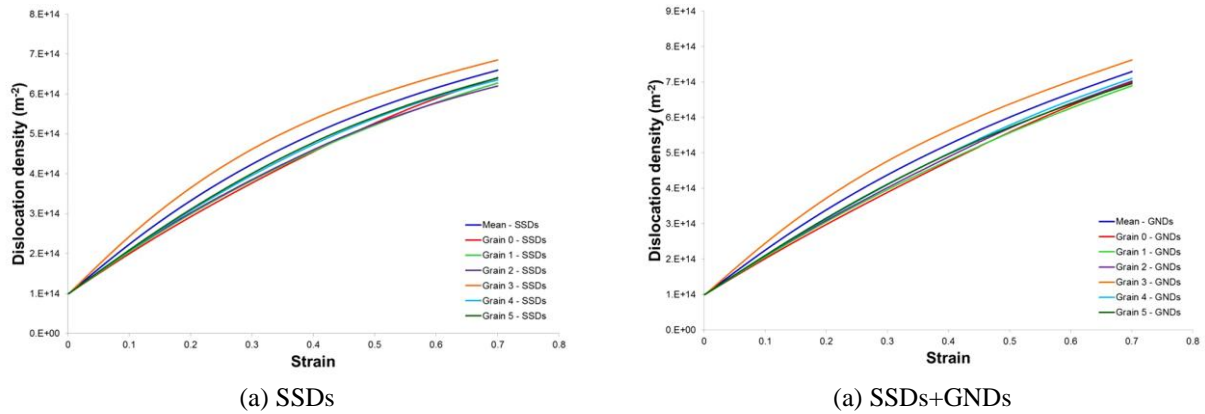 8.E+14
7.E+14
6.E+14
5.E+14
4.E+14
3.E+14
2.E+14
1.E+14
0.E+00
Dislocation density (m-2)
0 0.1 0.2 0.3 0.4 0.5 0.6 0.7 0.8
Strain
Mean - SSDs
Grain 0 - SSDs
Grain 1 - SSDs
Grain 2 - SSDs
Grain 3 - SSDs
Grain 4 - SSDs
Grain 5 - SSDs
(a) SSDs
9.E+14
8.E+14
7.E+14
6.E+14
5.E+14
4.E+14
3.E+14
2.E+14
1.E+14
0.E+00
Dislocation density (m-2)
0 0.1 0.2 0.3 0.4 0.5 0.6 0.7 0.8
Strain
Mean - GNDs
Grain 0 - GNDs
Grain 1 - GNDs
Grain 2 - GNDs
Grain 3 - GNDs
Grain 4 - GNDs
Grain 5 - GNDs
(a) SSDs+GNDs